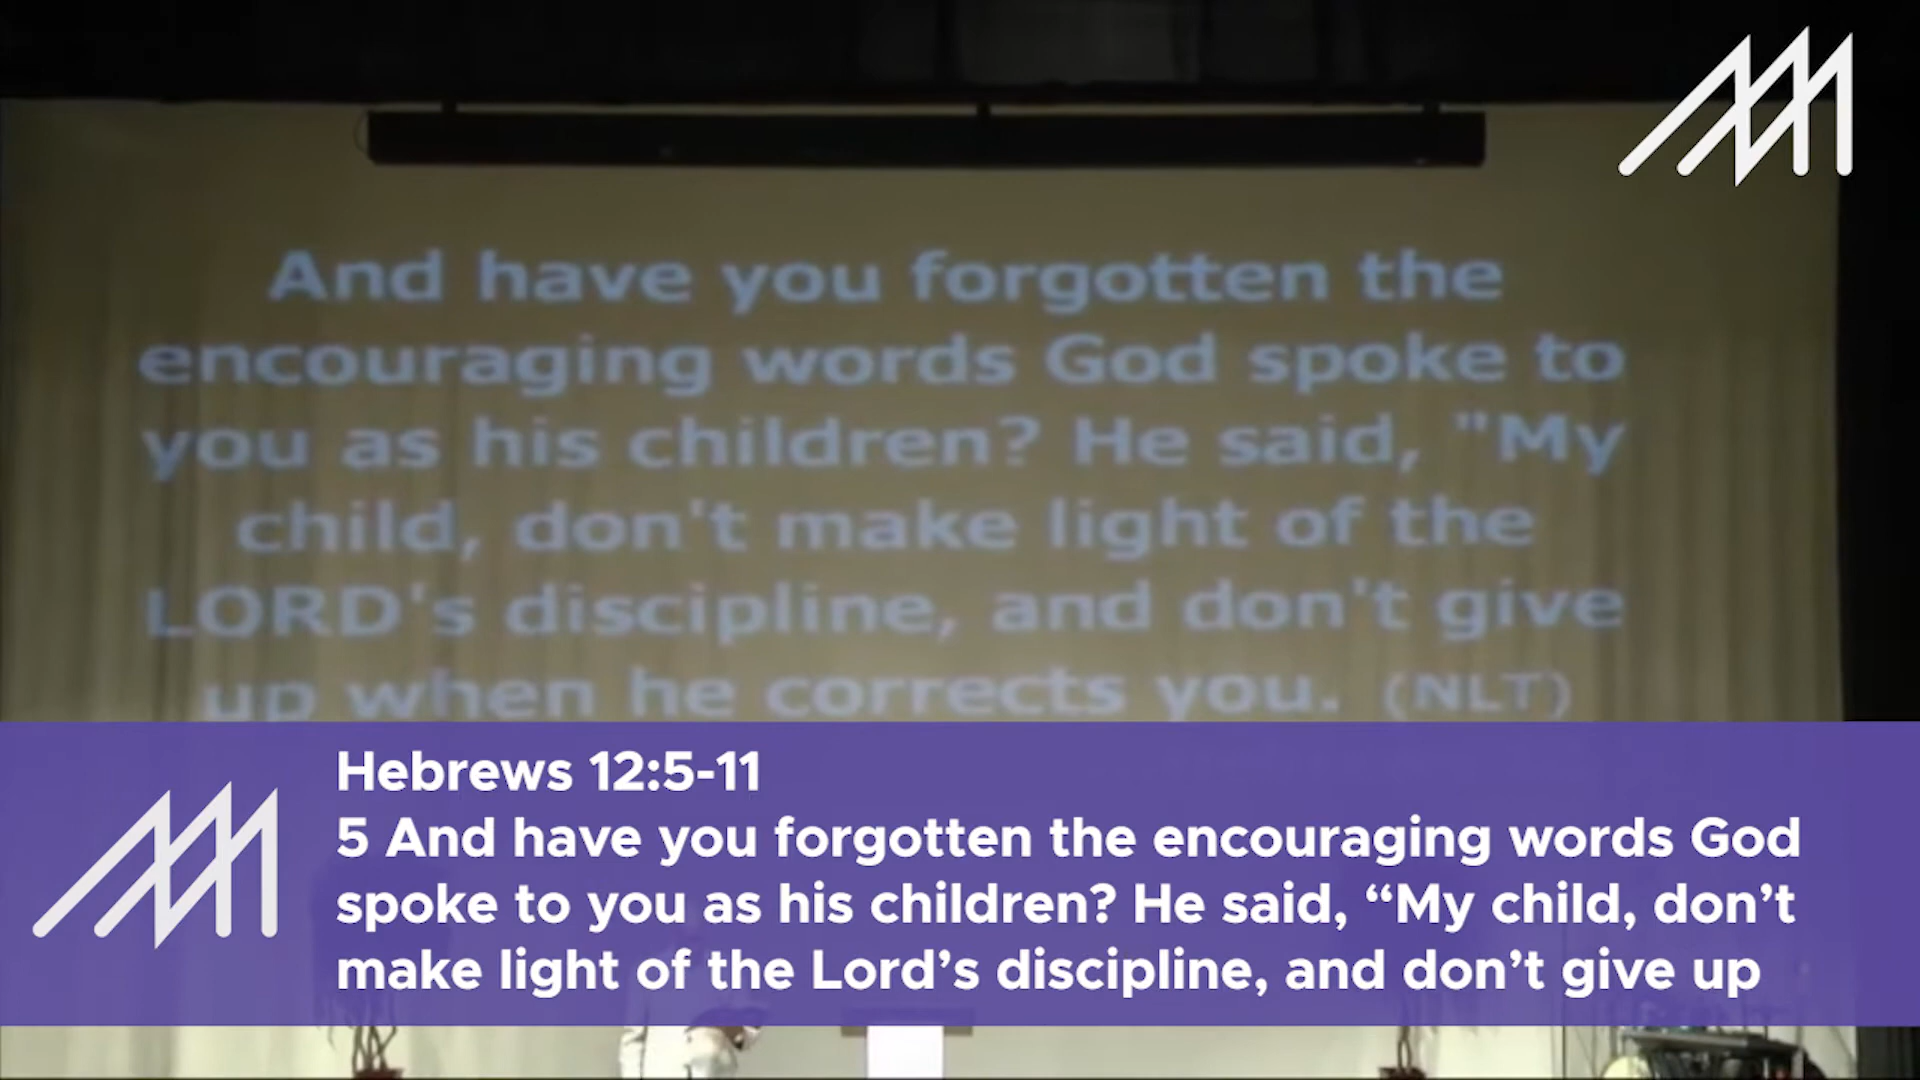 And have you forgotten the
encouraging words God spoke to
you as his children? He said, "My
child, don't make light of the
LORD's discipline, and don't give
up when he corrects you. (NLT)
Hebrews 12:5-11
5 And have you forgotten the encouraging words God
spoke to you as his children? He said, “My child, don’t
make light of the Lord’s discipline, and don’t give up